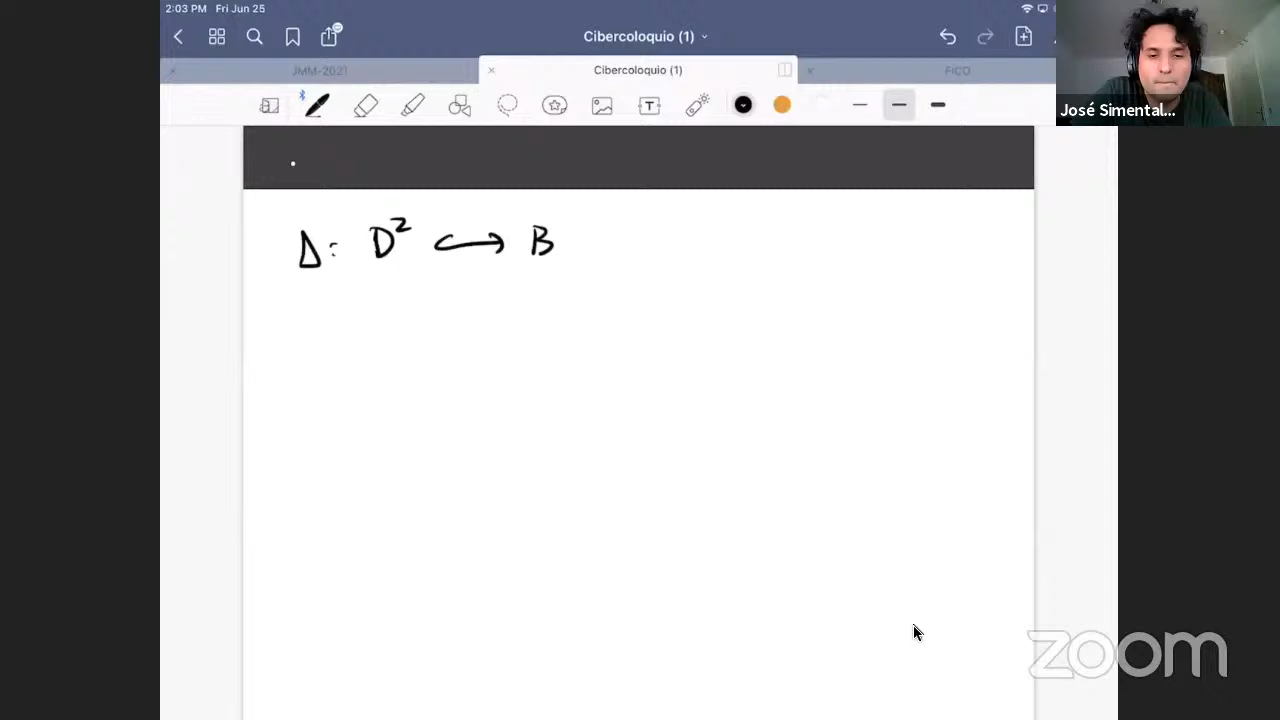 2:03 PM Fri Jun 25
Cibercoloquio (1)
JMM-2021
Cibercoloquio (1)
FICO
José Simental...
Δ: D² ↪ B
zoom